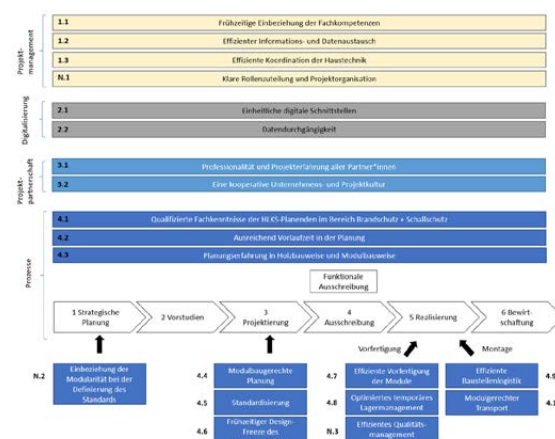 Projekt-
management
1.1 Frühzeitige Einbeziehung der Fachkompetenzen
1.2 Effizienter Informations- und Datenaustausch
1.3 Effiziente Koordination der Haustechnik
N.1 Klare Rollenzuteilung und Projektorganisation
Digitalisierung
2.1 Einheitliche digitale Schnittstellen
2.2 Datendurchgängigkeit
Projekt-
partnerschaft
3.1 Professionalität und Projekterfahrung aller Partner*innen
3.2 Eine kooperative Unternehmens- und Projektkultur
Prozesse
4.1 Qualifizierte Fachkenntnisse der HLKS-Planenden im Bereich Brandschutz + Schallschutz
4.2 Ausreichend Vorlaufzeit in der Planung
4.3 Planungserfahrung in Holzbauweise und Modulbauweise
Funktionale
Ausschreibung
1 Strategische
Planung
2 Vorstudien
3
Projektierung
4
Ausschreibung
5 Realisierung
6 Bewirt-
schaftung
Vorfertigung
Montage
N.2 Einbeziehung der
Modularität bei der
Definierung des
Standards
4.4 Modulbaugerechte
Planung
4.5 Standardisierung
4.6 Frühzeitiger Design-
Freeze des
4.7 Effiziente Vorfertigung
der Module
4.8 Optimiertes temporäres
Lagermanagement
N.3 Effizientes Qualitäts-
management
Effiziente
Baustellenlogistik
4.9
Modulgerechter
Transport
4.1